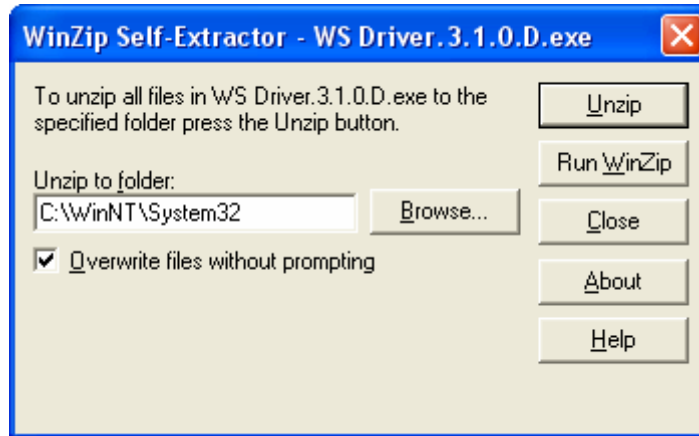 WinZip Self-Extractor - WS Driver.3.1.0.D.exe
To unzip all files in WS Driver.3.1.0.D.exe to the
specified folder press the Unzip button.
Unzip to folder:
C:\WinNT\System32
Browse...
Overwrite files without prompting
Unzip
Run WinZip
Close
About
Help